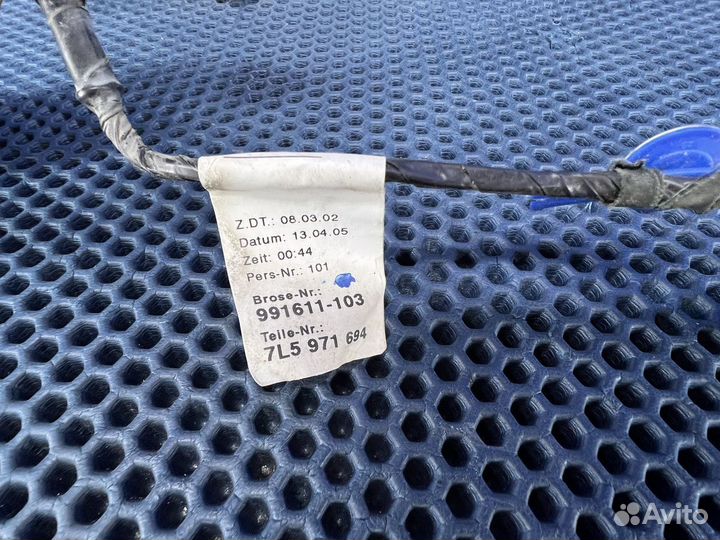 Z.DT.: 08.03.02
Datum: 13.04.05
Zeit: 00:44
Pers-Nr.: 101
Brose-Nr.:
991611-103
Teile-Nr.:
7L5 971 694
Avito